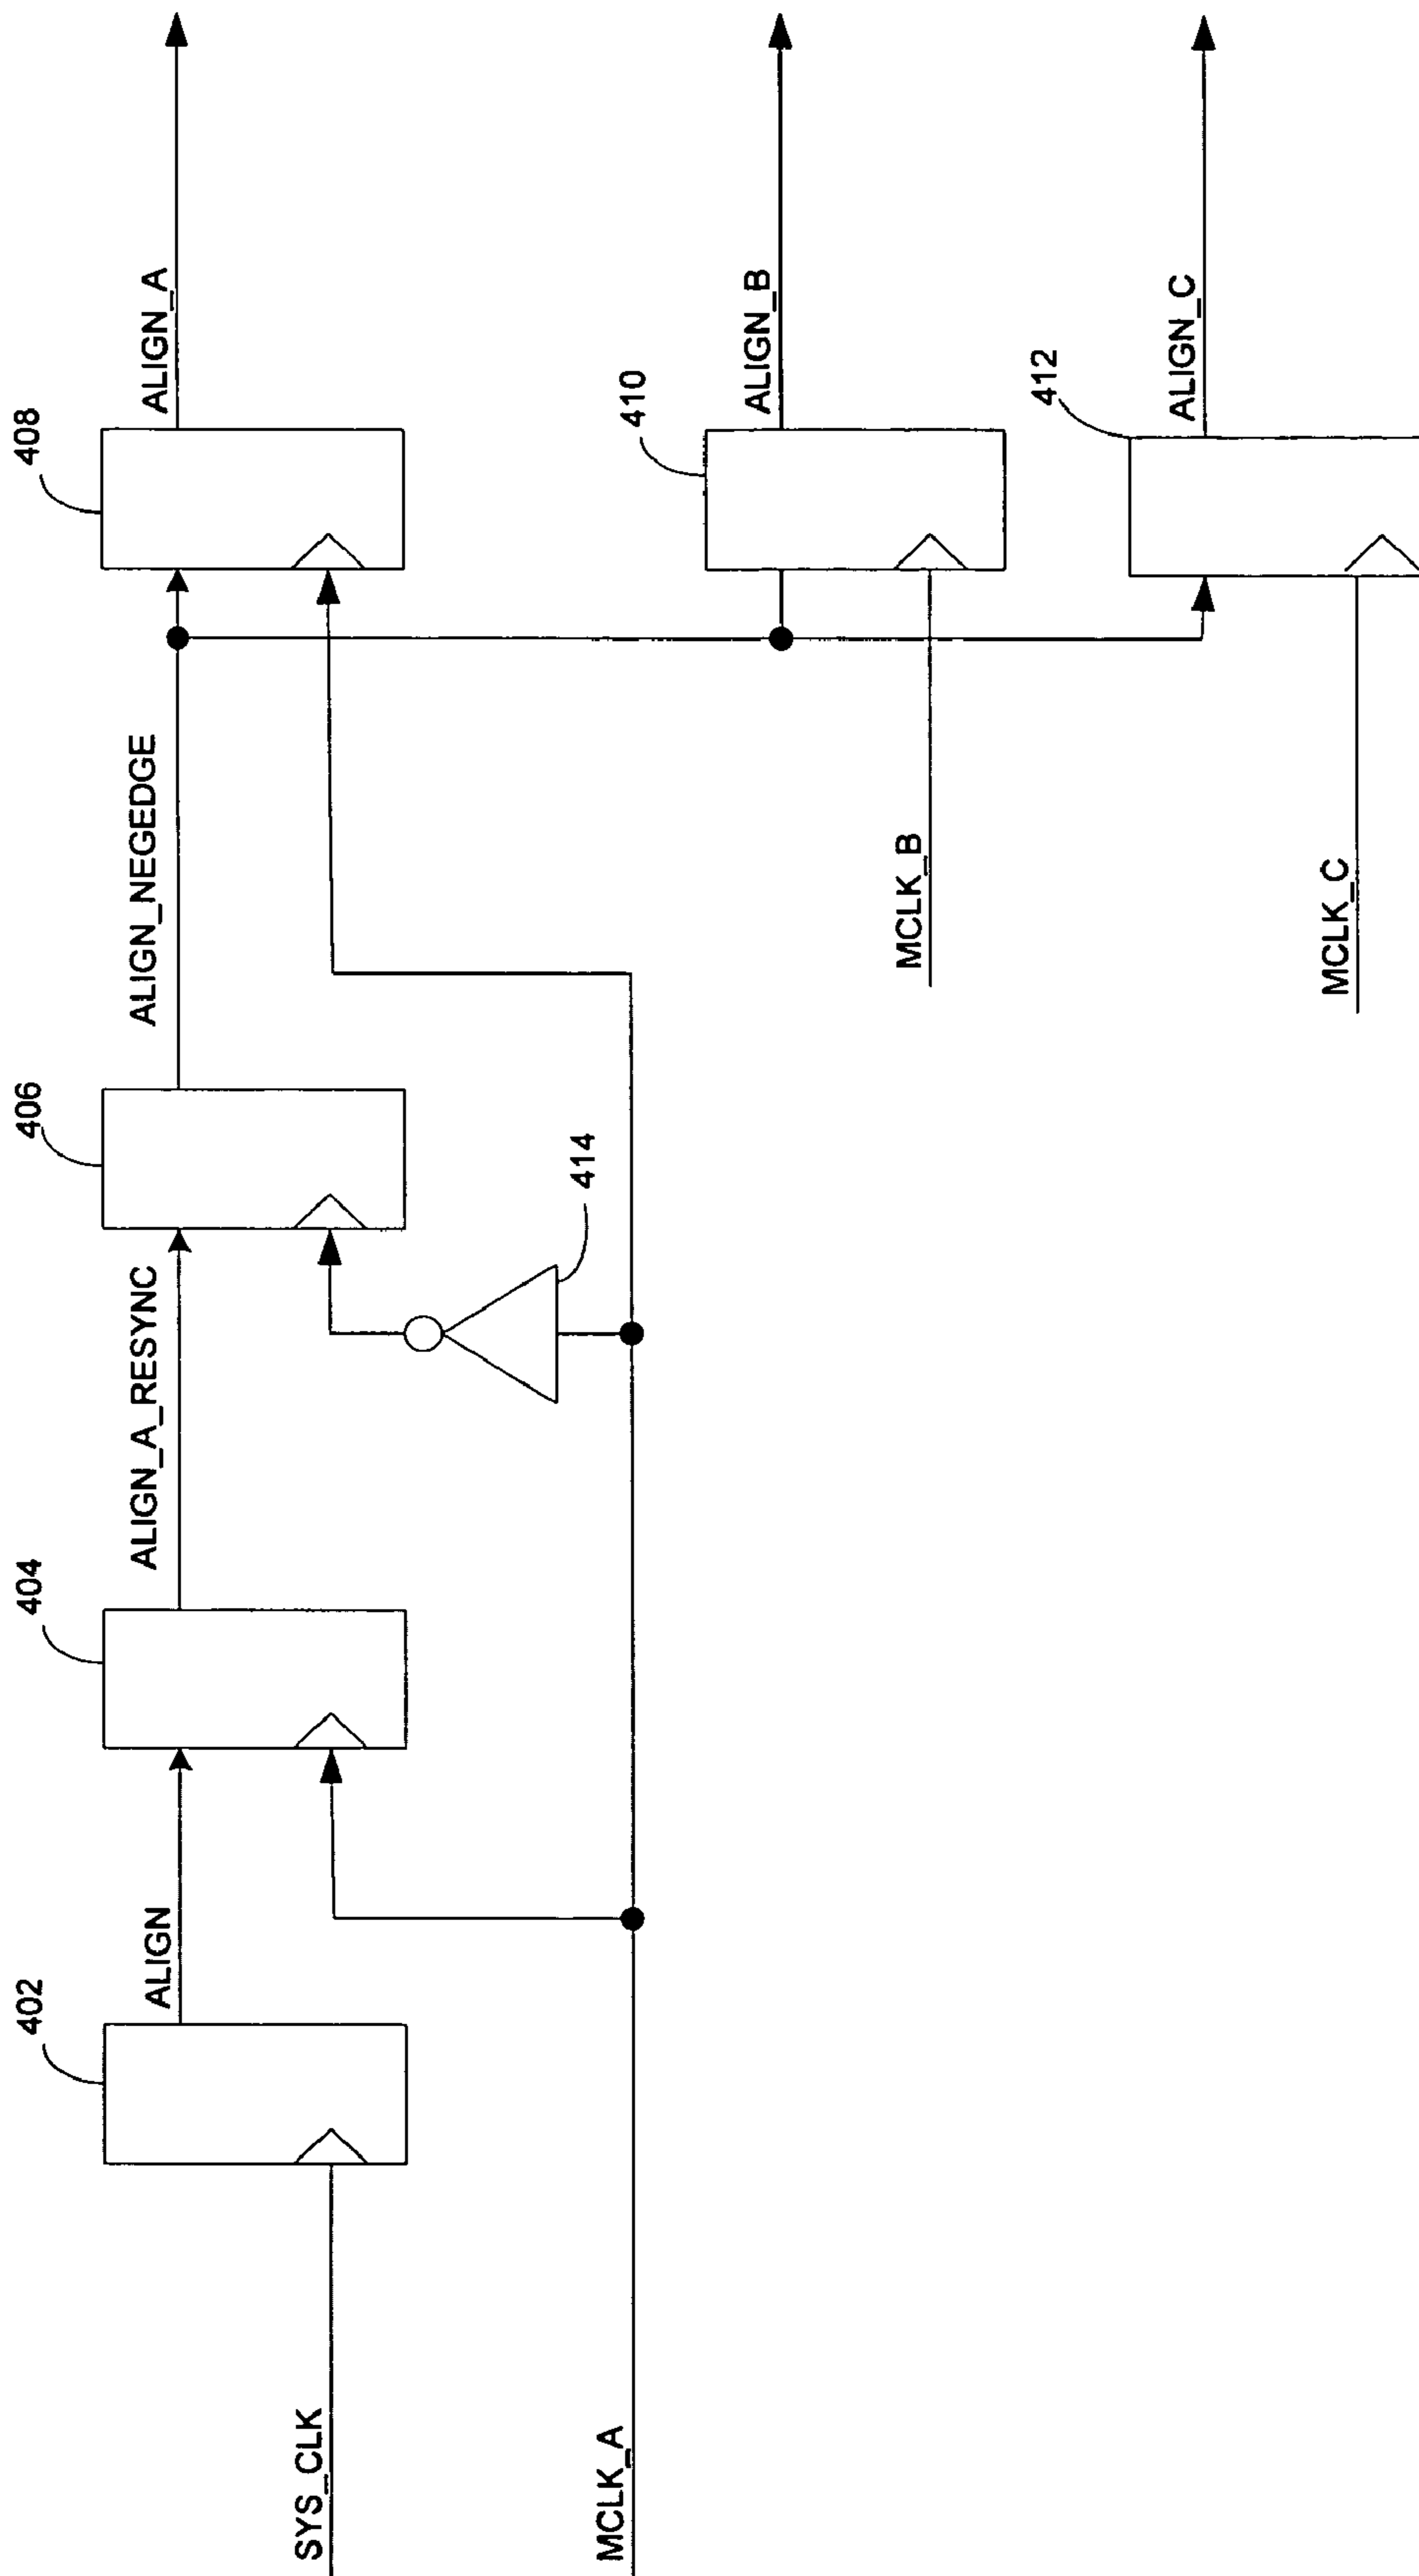 402
404
406
408
ALIGN
ALIGN_A_RESYNC
ALIGN_NEGEDGE
ALIGN_A
SYS_CLK
414
MCLK_A
410
ALIGN_B
MCLK_B
412
ALIGN_C
MCLK_C